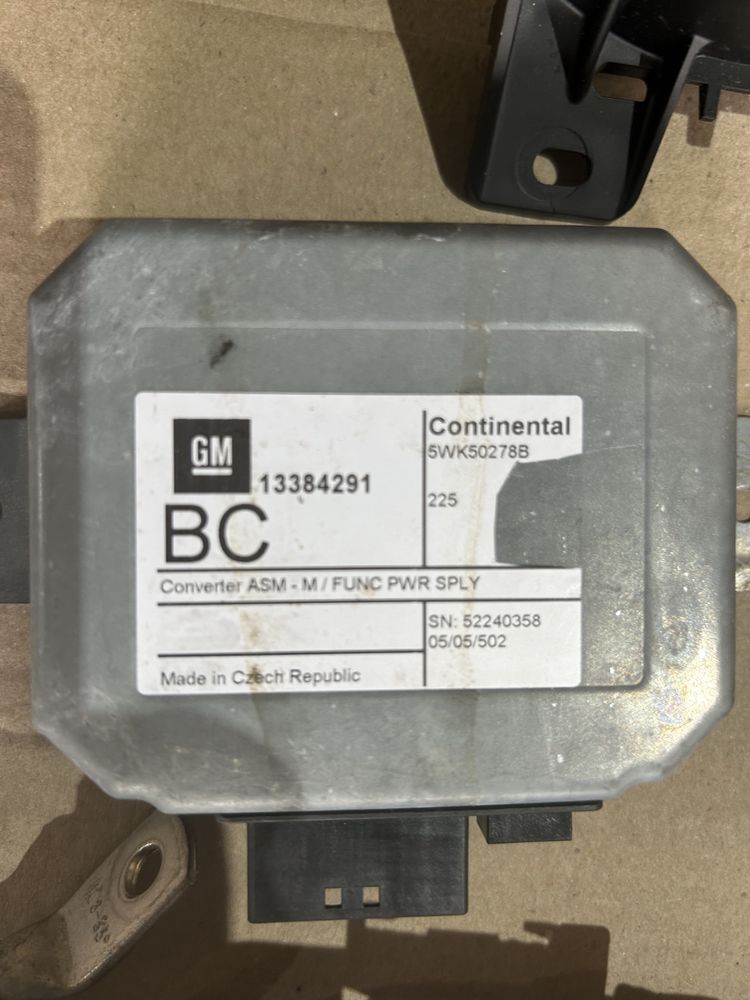 GM
13384291
BC
Continental
5WK50278B
225
Converter ASM - M / FUNC PWR SPLY
SN: 52240358
05/05/502
Made in Czech Republic